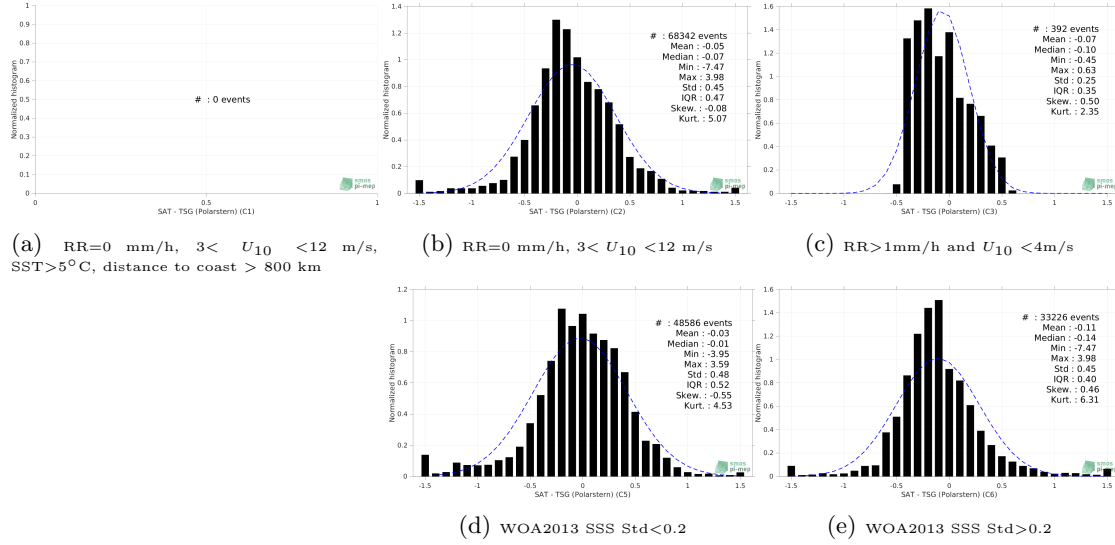 1
0.9
0.8
0.7
0.6
0.5
0.4
0.3
0.2
0.1
0
Normalized histogram
# : 0 events
0 0.5 1
SAT - TSG (Polarstern) (C1)
smos
pi-mep
(a) RR=0 mm/h, 3< U10 <12 m/s,
SST>5°C, distance to coast > 800 km
1.4
1.2
1
0.8
0.6
0.4
0.2
0
Normalized histogram
# : 68342 events
Mean : -0.05
Median : -0.07
Min : -7.47
Max : 3.98
Std : 0.45
IQR : 0.47
Skew. : -0.08
Kurt. : 5.07
-1.5 -1 -0.5 0 0.5 1 1.5
SAT - TSG (Polarstern) (C2)
smos
pi-mep
(b) RR=0 mm/h, 3< U10 <12 m/s
1.6
1.4
1.2
1
0.8
0.6
0.4
0.2
0
Normalized histogram
# : 392 events
Mean : -0.07
Median : -0.10
Min : -0.45
Max : 0.63
Std : 0.25
IQR : 0.35
Skew. : 0.50
Kurt. : 2.35
-1.5 -1 -0.5 0 0.5 1 1.5
SAT - TSG (Polarstern) (C3)
smos
pi-mep
(c) RR>1mm/h and U10 <4m/s
1.2
1
0.8
0.6
0.4
0.2
0
Normalized histogram
# : 48586 events
Mean : -0.03
Median : -0.01
Min : -3.95
Max : 3.59
Std : 0.48
IQR : 0.52
Skew. : -0.55
Kurt. : 4.53
-1.5 -1 -0.5 0 0.5 1 1.5
SAT - TSG (Polarstern) (C5)
smos
pi-mep
(d) WOA2013 SSS Std<0.2
1.6
1.4
1.2
1
0.8
0.6
0.4
0.2
0
Normalized histogram
# : 33226 events
Mean : -0.11
Median : -0.14
Min : -7.47
Max : 3.98
Std : 0.45
IQR : 0.40
Skew. : 0.46
Kurt. : 6.31
-1.5 -1 -0.5 0 0.5 1 1.5
SAT - TSG (Polarstern) (C6)
smos
pi-mep
(e) WOA2013 SSS Std>0.2